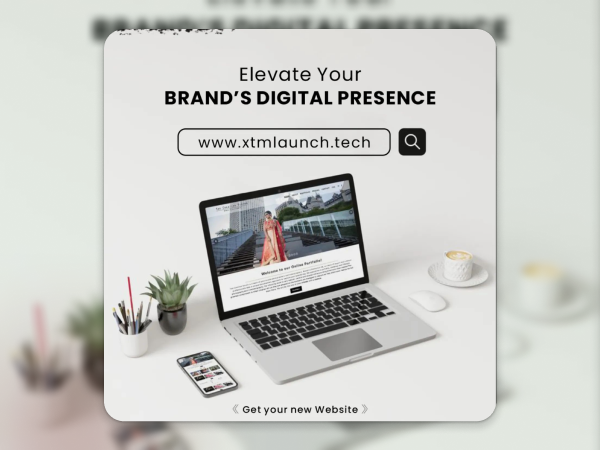 Elevate Your
BRAND'S DIGITAL PRESENCE
www.xtmlaunch.tech
Welcome to our Online Portfolio!
《 Get your new Website 》